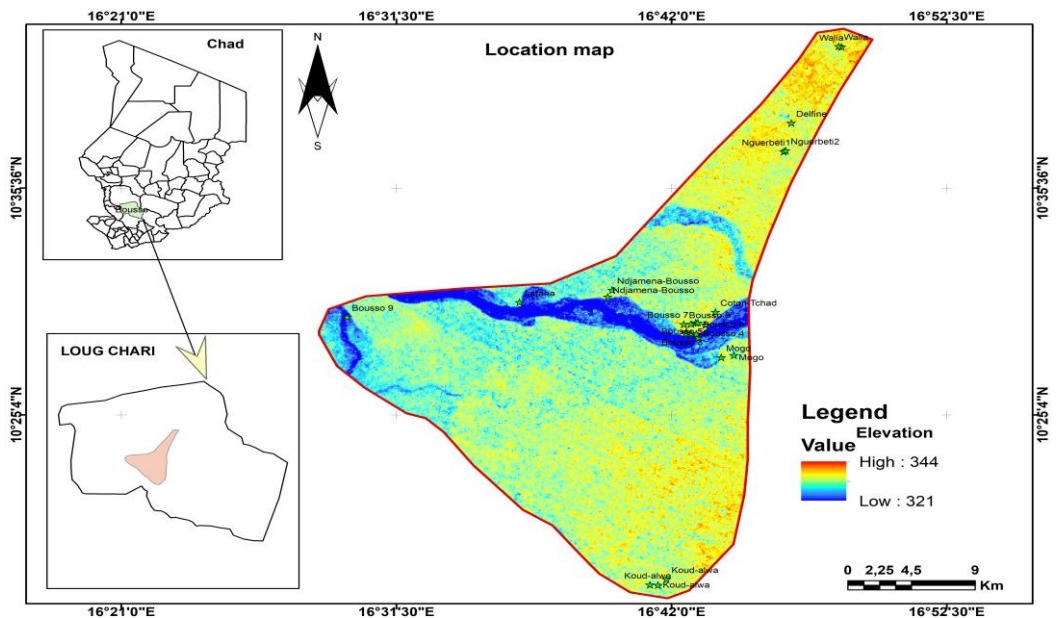 16°21'0"E 16°31'30"E 16°42'0"E 16°52'30"E
Chad
N
S
Location map
WaliaWalia
Delfine
Nguerbeti1 Nguerbeti2
10°35'36"N 10°35'36"N
Bousso
Ndjamena-Bousso
Ndjamena-Bousso
Cotan-Tchad
Bousso 9
Bousso 7
Mogo
Mogo
LOUG CHARI
10°25'4"N 10°25'4"N
Legend
Value Elevation
High : 344
Low : 321
Koud-alwa
Koud-alwa
Koud-alwa
0 2,25 4,5 9
Km
16°21'0"E 16°31'30"E 16°42'0"E 16°52'30"E